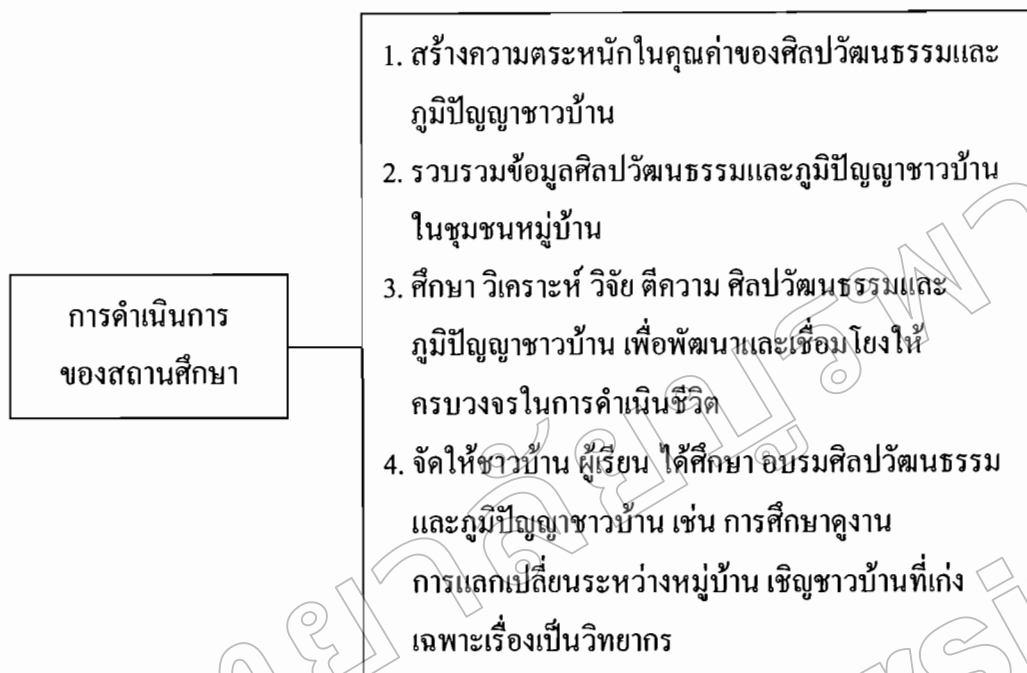 1. สร้างความตระหนักในคุณค่าของศิลปวัฒนธรรมและ
ภูมิปัญญาชาวบ้าน
2. รวบรวมข้อมูลศิลปวัฒนธรรมและภูมิปัญญาชาวบ้าน
ในชุมชนหมู่บ้าน
การดำเนินการ
ของสถานศึกษา
3. ศึกษา วิเคราะห์ วิจัย ตีความ ศิลปวัฒนธรรมและ
ภูมิปัญญาชาวบ้าน เพื่อพัฒนาและเชื่อมโยงให้
ครบวงจรในการดำเนินชีวิต
4. จัดให้ชาวบ้าน ผู้เรียน ได้ศึกษา อบรมศิลปวัฒนธรรม
และภูมิปัญญาชาวบ้าน เช่น การศึกษาดูงาน
การแลกเปลี่ยนระหว่างหมู่บ้าน เชิญชาวบ้านที่เก่ง
เฉพาะเรื่องเป็นวิทยากร